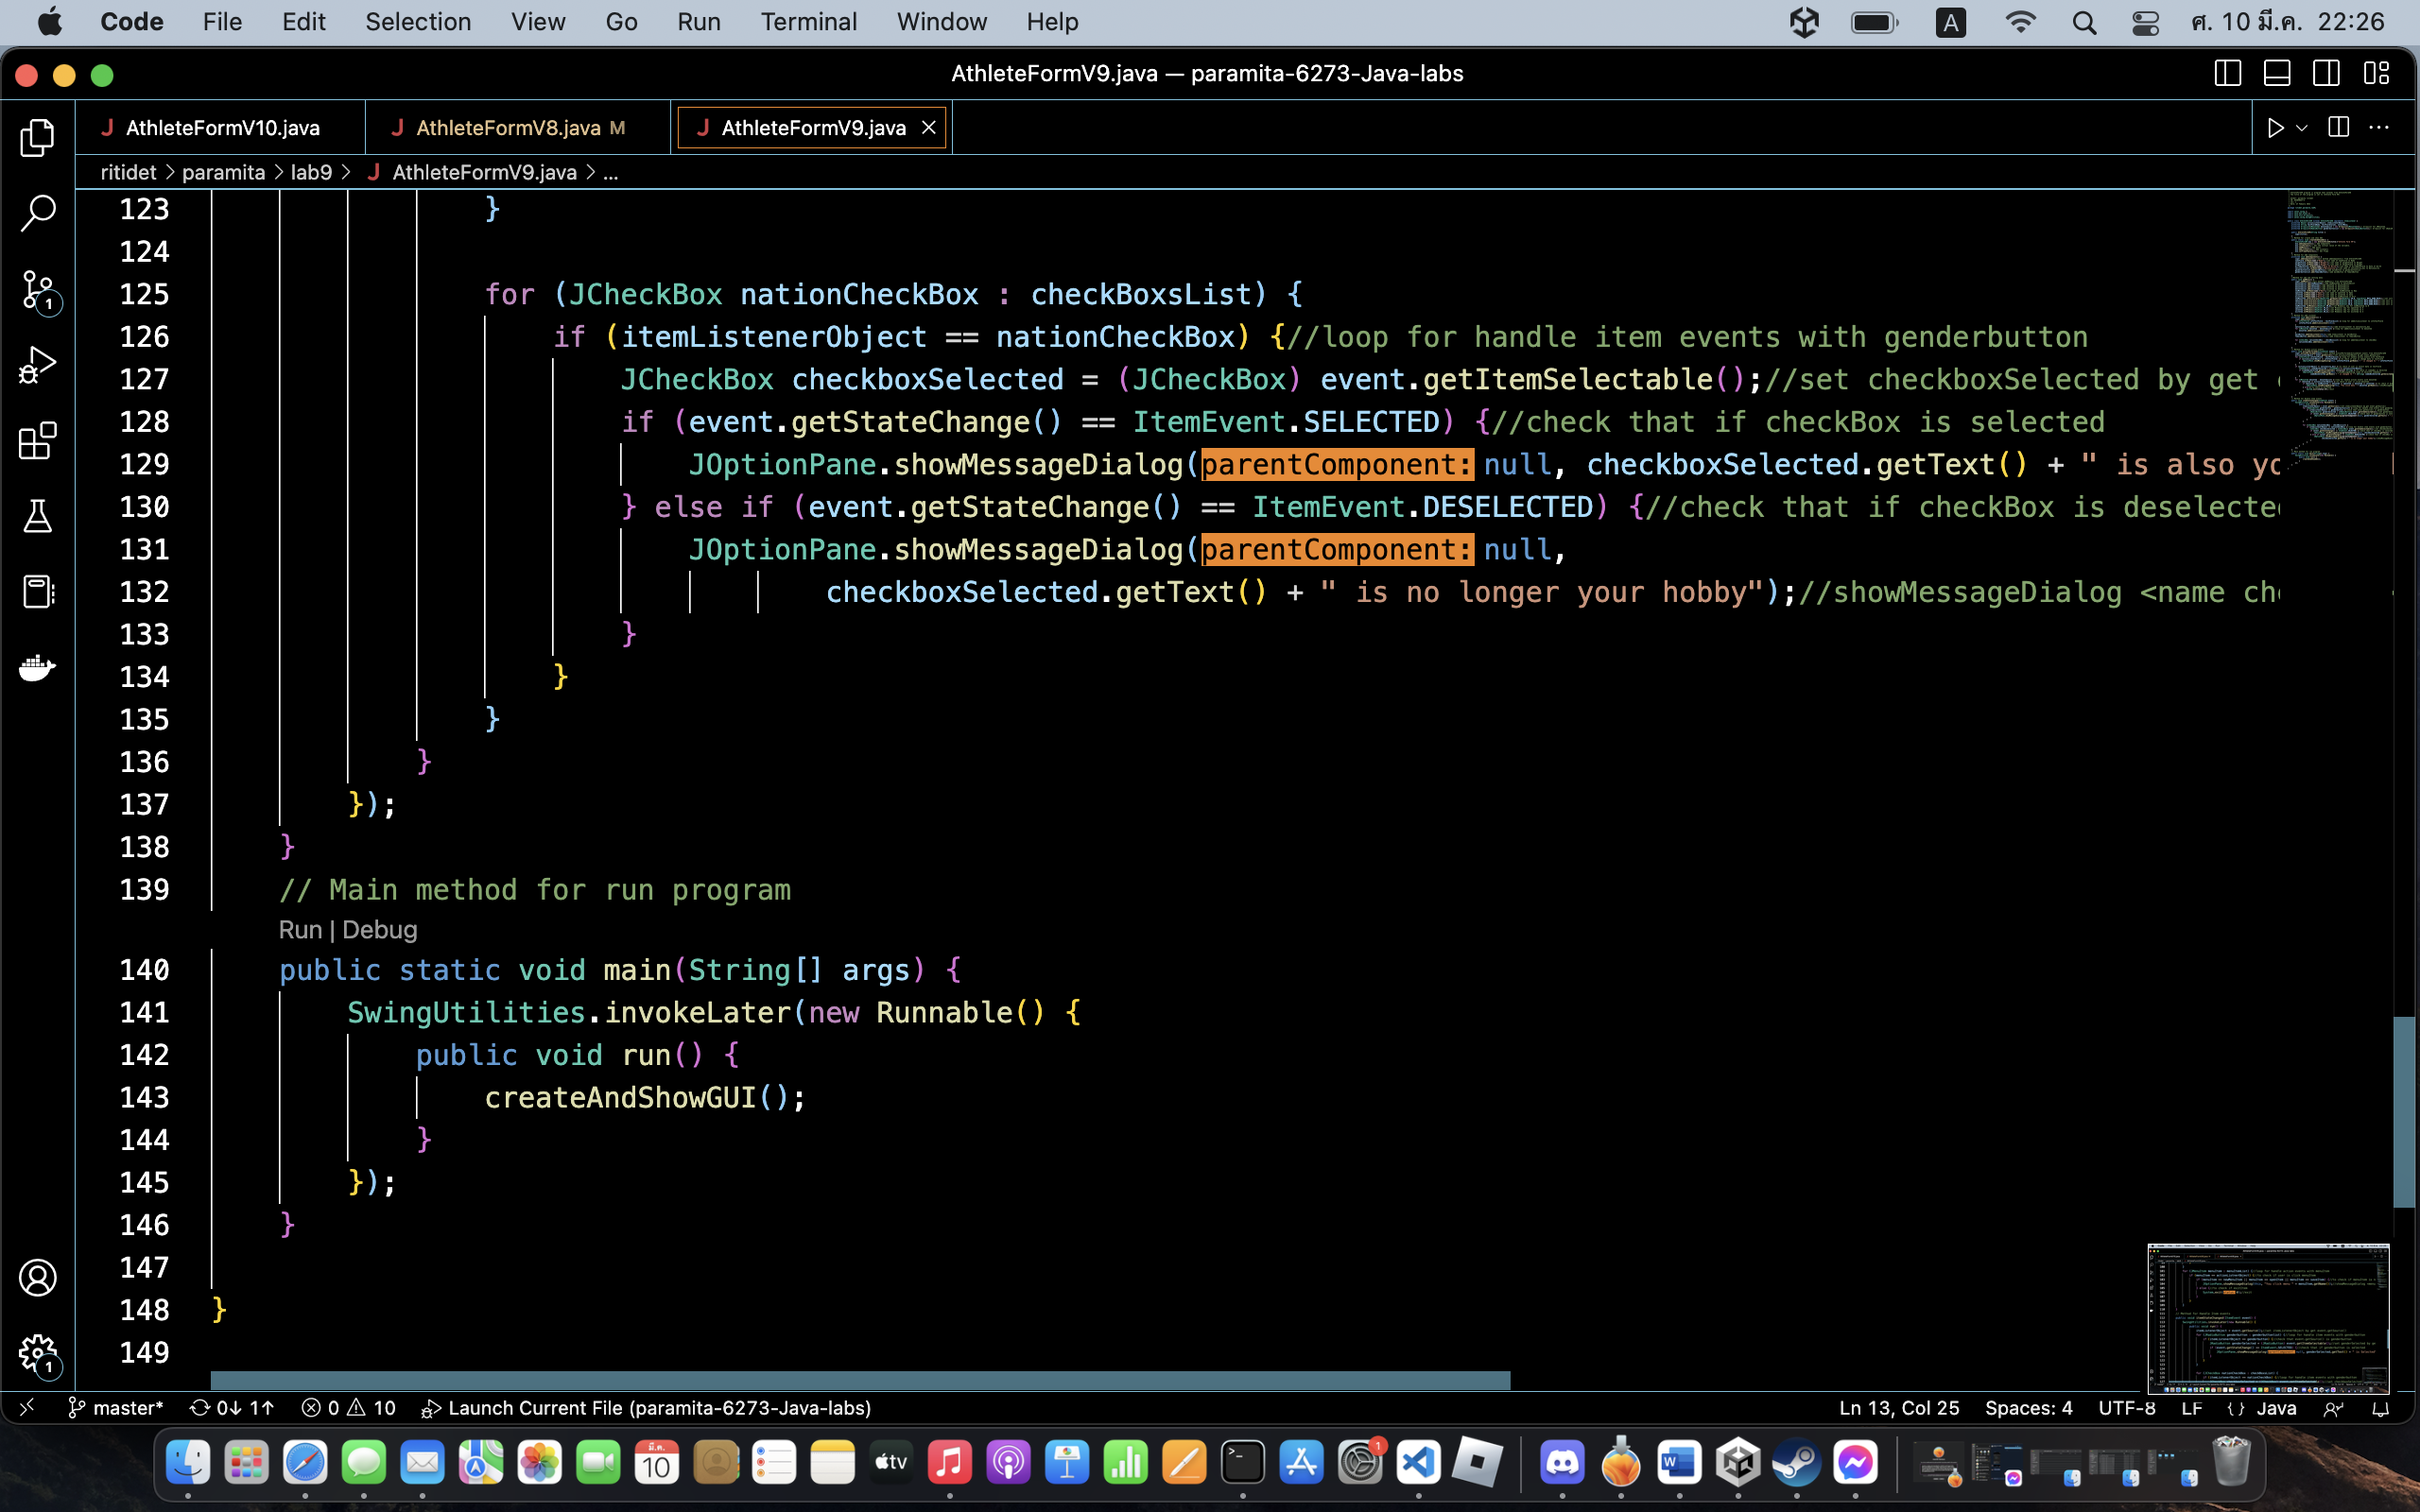 Code File Edit Selection View Go Run Terminal Window Help A ศ. 10 มี.ค. 22:26
AthleteFormV9.java — paramita-6273-Java-labs
J AthleteFormV10.java J AthleteFormV8.java M J AthleteFormV9.java
ritidet > paramita > lab9 > J AthleteFormV9.java > ...
123 }
124
125 for (JCheckBox nationCheckBox : checkBoxsList) {
126 if (itemListenerObject == nationCheckBox) {//loop for handle item events with genderbutton
127 JCheckBox checkboxSelected = (JCheckBox) event.getItemSelectable();//set checkboxSelected by get
128 if (event.getStateChange() == ItemEvent.SELECTED) {//check that if checkBox is selected
129 JOptionPane.showMessageDialog(parentComponent: null, checkboxSelected.getText() + " is also yo
130 } else if (event.getStateChange() == ItemEvent.DESELECTED) {//check that if checkBox is deselected
131 JOptionPane.showMessageDialog(parentComponent: null,
132 checkboxSelected.getText() + " is no longer your hobby");//showMessageDialog <name ch
133 }
134 }
135 }
136 }
137 });
138 }
139 // Main method for run program
Run | Debug
140 public static void main(String[] args) {
141 SwingUtilities.invokeLater(new Runnable() {
142 public void run() {
143 createAndShowGUI();
144 }
145 });
146 }
147
148 }
149
1
1
master* 0↓ 1↑ 0 10 Launch Current File (paramita-6273-Java-labs) Ln 13, Col 25 Spaces: 4 UTF-8 LF {} Java
มี.ค.
10
tv
1
W